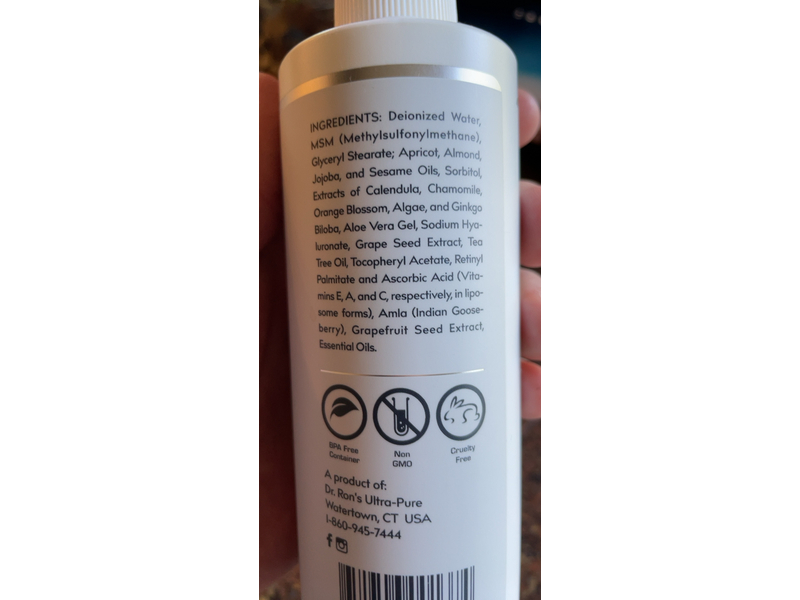 INGREDIENTS: Deionized Water,
MSM (Methylsulfonylmethane),
Glyceryl Stearate; Apricot, Almond,
Jojoba, and Sesame Oils, Sorbitol,
Extracts of Calendula, Chamomile,
Orange Blossom, Algae, and Ginkgo
Biloba, Aloe Vera Gel, Sodium Hya-
luronate, Grape Seed Extract, Tea
Tree Oil, Tocopheryl Acetate, Retinyl
Palmitate and Ascorbic Acid (Vita-
mins E, A, and C, respectively, in lipo-
some forms), Amla (Indian Goose-
berry), Grapefruit Seed Extract,
Essential Oils.
BPA Free
Container
Non
GMO
Cruelty
Free
A product of:
Dr. Ron's Ultra-Pure
Watertown, CT USA
1-860-945-7444